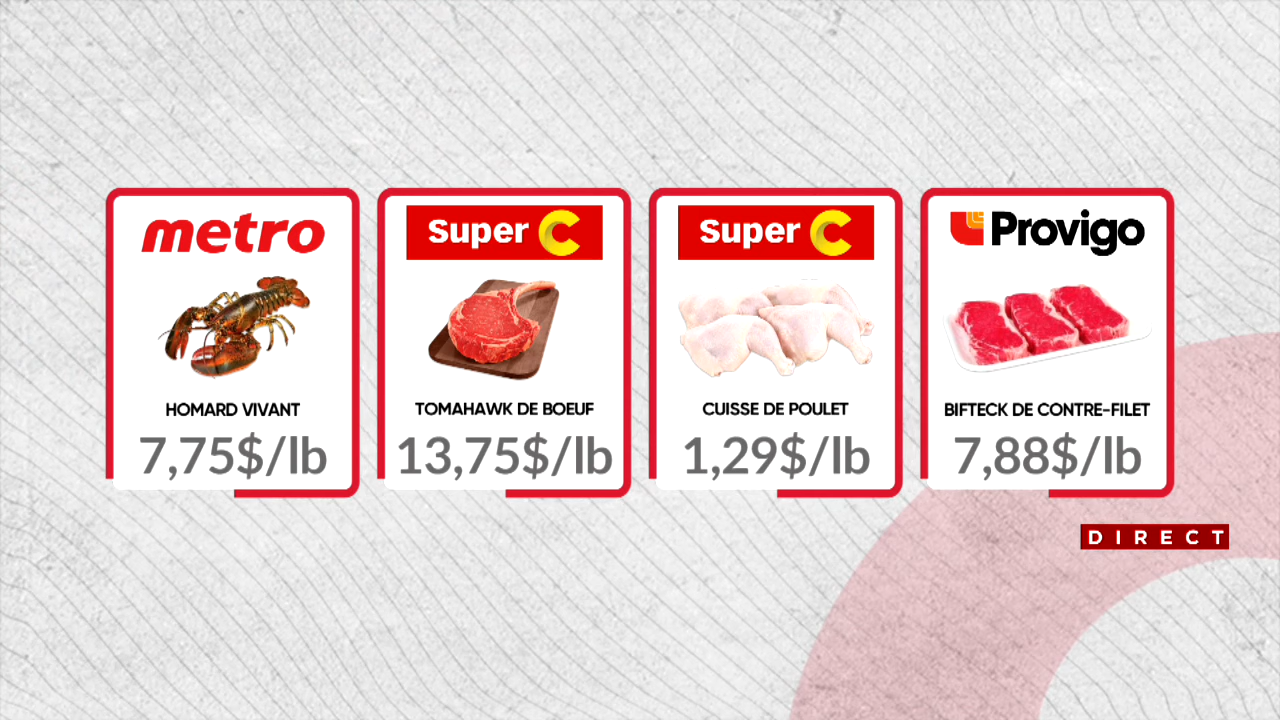 metro
HOMARD VIVANT
7,75$/lb
Super C
TOMAHAWK DE BOEUF
13,75$/lb
Super C
CUISSE DE POULET
1,29$/lb
Provigo
BIFTECK DE CONTRE-FILET
7,88$/lb
DIRECT